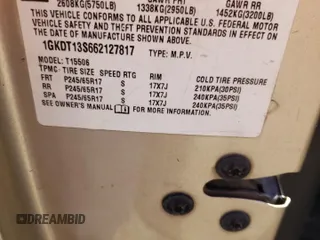 GAWR FRT GAWR RR
2608KG(5750LB) 1338KG(2950LB) 1452KG(3200LB)
THIS VEHICLE CONFORMS TO ALL APPLICABLE U.S. FEDERAL MOTOR
VEHICLE SAFETY AND THEFT PREVENTION STANDARDS IN EFFECT ON
THE DATE OF MANUFACTURE SHOWN ABOVE.
1GKDT13S662127817 TYPE: M.P.V.
MODEL: T15506
TPMC- TIRE SIZE SPEED RTG RIM COLD TIRE PRESSURE
FRT P245/65R17 S 17X7J 210KPA(30PSI)
RR P245/65R17 S 17X7J 240KPA(35PSI)
SPA P245/65R17 S 17X7J 240KPA(35PSI)
SEE OWNER'S MANUAL FOR MORE INFORMATION
DREAMBID